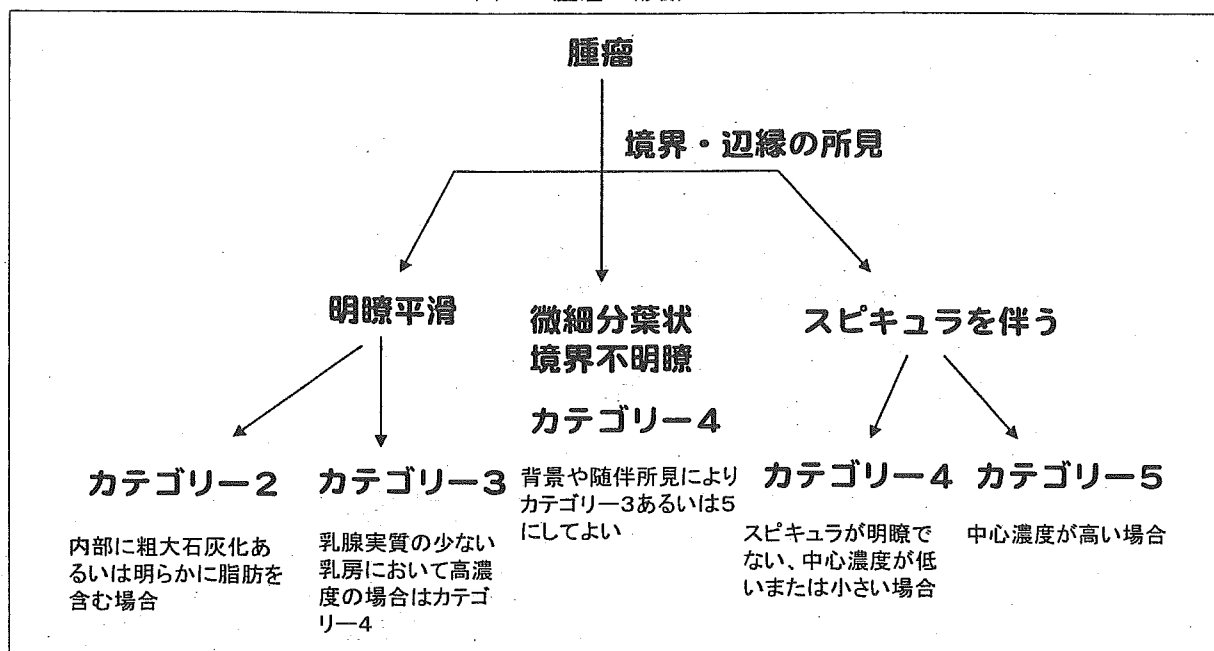 腫瘤
境界・辺縁の所見
明瞭平滑
微細分葉状
境界不明瞭
スピキュラを伴う
カテゴリー4
カテゴリー2
カテゴリー3
背景や随伴所見により
カテゴリー3あるいは5
にしてよい
カテゴリー4
カテゴリー5
内部に粗大石灰化あ
るいは明らかに脂肪を
含む場合
乳腺実質の少ない
乳房において高濃
度の場合はカテゴ
リー4
スピキュラが明瞭で
ない、中心濃度が低
いまたは小さい場合
中心濃度が高い場合